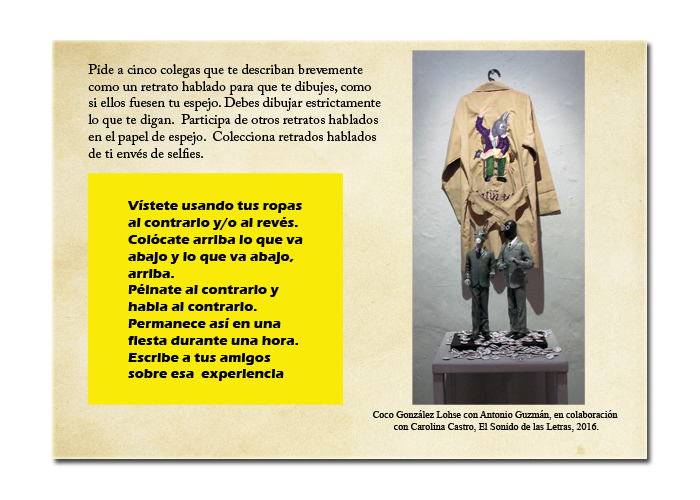 Pide a cinco colegas que te describan brevemente
como un retrato hablado para que te dibujes, como
si ellos fuesen tu espejo. Debes dibujar estrictamente
lo que te digan. Participa de otros retratos hablados
en el papel de espejo. Colecciona retrados hablados
de ti envés de selfies.
Vístete usando tus ropas
al contrario y/o al revés.
Colócate arriba lo que va
abajo y lo que va abajo,
arriba.
Péinate al contrario y
habla al contrario.
Permanece así en una
fiesta durante una hora.
Escribe a tus amigos
sobre esa experiencia
Coco González Lohse con Antonio Guzmán, en colaboración
con Carolina Castro, El Sonido de las Letras, 2016.